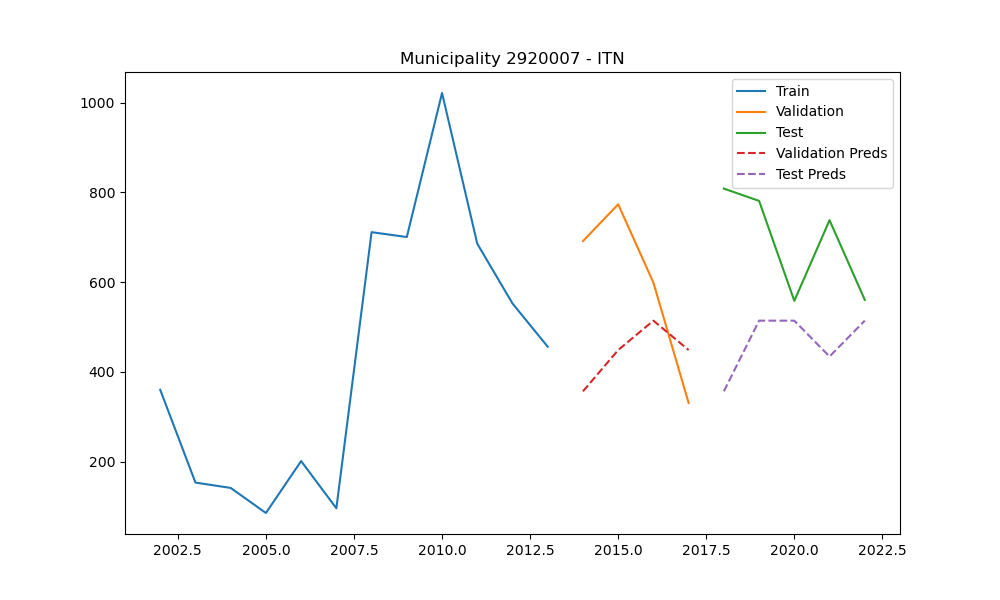 Municipality 2920007 - ITN
Train
Validation
Test
Validation Preds
Test Preds
1000
800
600
400
200
2002.5 2005.0 2007.5 2010.0 2012.5 2015.0 2017.5 2020.0 2022.5